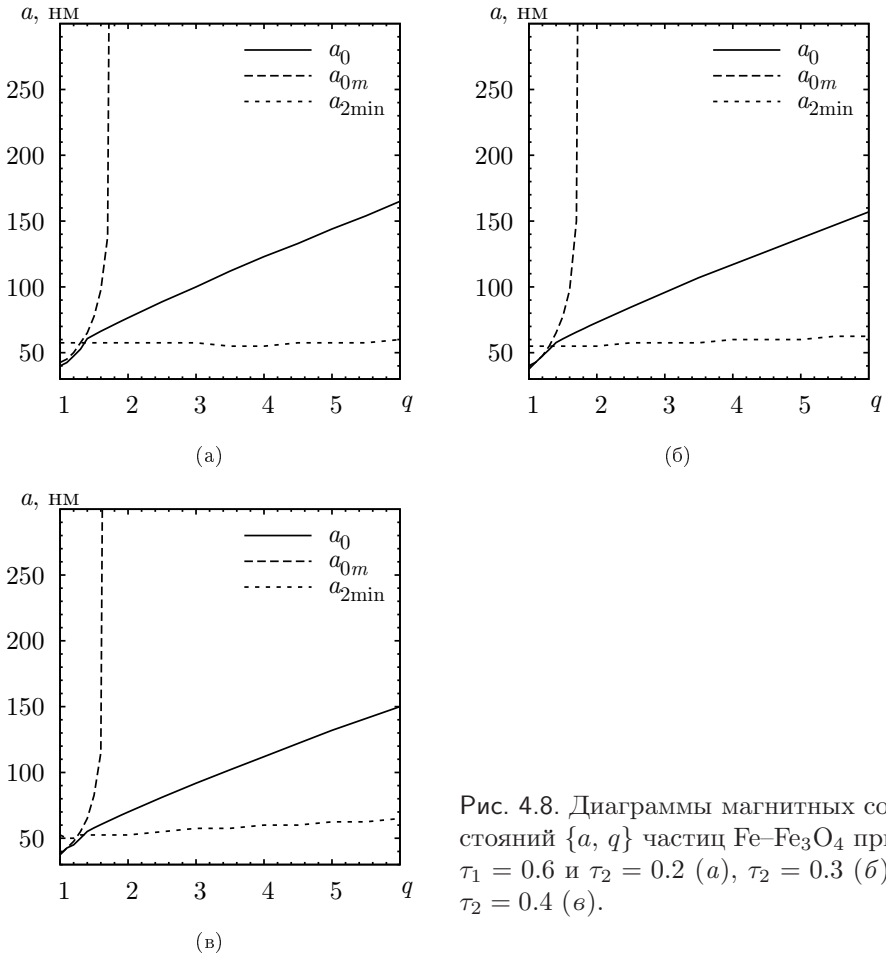 a, нм
a₀
a₀ₘ
a₂min
250
200
150
100
50
1 2 3 4 5 q
(а)
a, нм
a₀
a₀ₘ
a₂min
250
200
150
100
50
1 2 3 4 5 q
(б)
a, нм
a₀
a₀ₘ
a₂min
250
200
150
100
50
1 2 3 4 5 q
(в)
Рис. 4.8. Диаграммы магнитных со
стояний {a, q} частиц Fe–Fe₃O₄ при
τ₁ = 0.6 и τ₂ = 0.2 (а), τ₂ = 0.3 (б)
τ₂ = 0.4 (в).